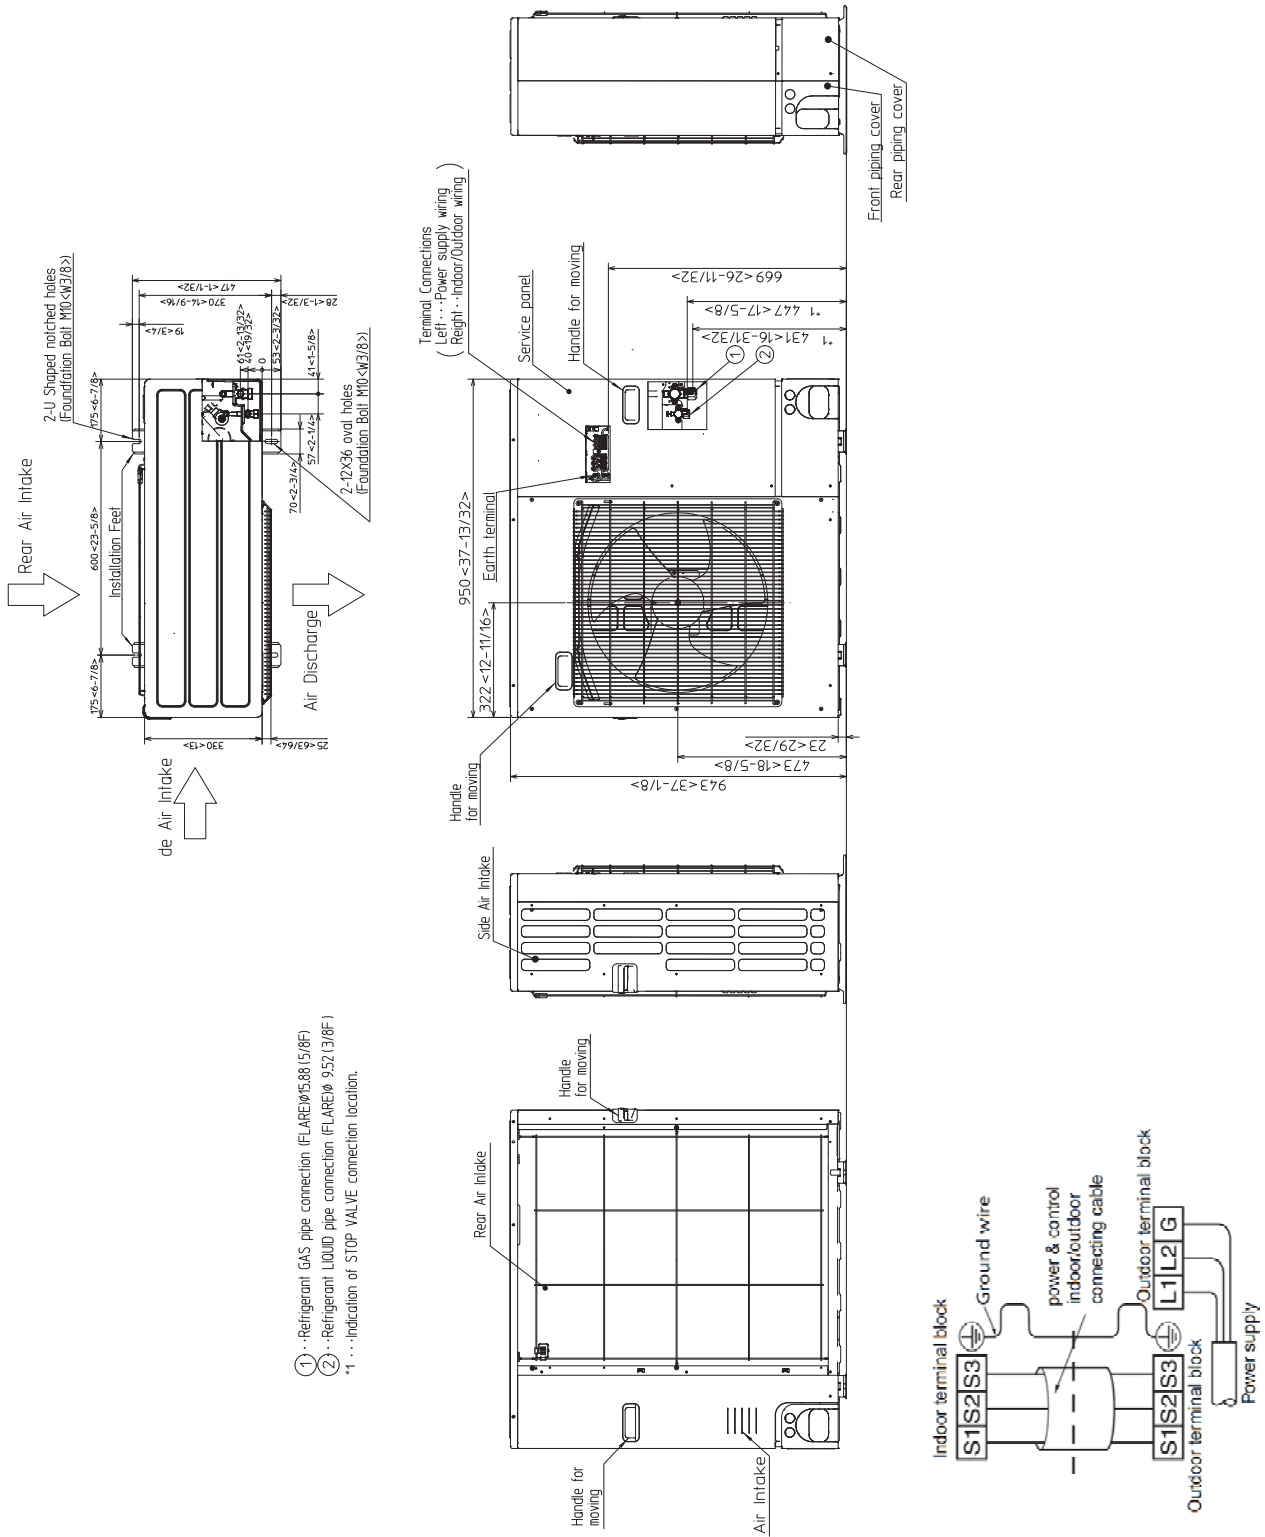 Rear Air Intake
2-U Shaped notched holes
(Foundfation Bolt M10<W3/8>)
175<6-7/8>
600<23-5/8>
175<6-7/8>
Installation Feet
19<3/4>
370<14-9/16>
417<-1/32>
28<-1-3/32>
61<2-13/32>
40<19/32>
0
53<2-3/32>
41<1-5/8>
57<2-1/4>
70<2-3/4>
2-12X36 oval holes
(Foundation Bolt M10<W3/8>)
330<13>
25<63/64>
Air Discharge
de Air Intake
Front piping cover
Rear piping cover
Terminal Connections
Left···Power supply wiring
Reight··Indoor/Outdoor wiring
Service panel
Handle for moving
669<26-11/32>
*1 447<17-5/8>
*1 431<16-31/32>
1
2
950<37-13/32>
322<12-11/16>
Earth terminal
Handle
for moving
943<37-1/8>
473<18-5/8>
23<29/32>
Side Air Intake
1··Refrigerant GAS pipe connection (FLARE)ø15.88(5/8F)
2··Refrigerant LIQUID pipe connection (FLARE)ø 9.52(3/8F)
*1···Indication of STOP VALVE connection location.
Rear Air Intake
Handle
for moving
Handle for
moving
Air Intake
Indoor terminal block
S1 S2 S3
Ground wire
power & control
indoor/outdoor
connecting cable
S1 S2 S3
Outdoor terminal block
Outdoor terminal block
L1 L2 G
Power supply